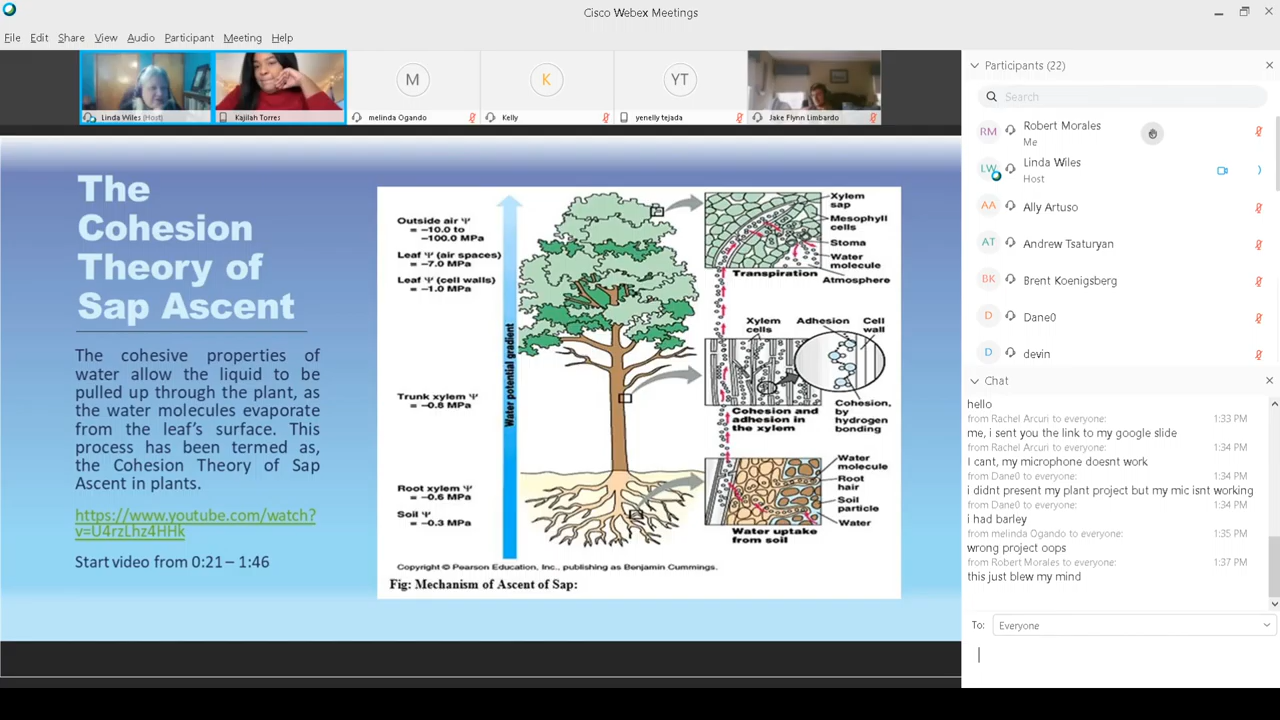 Cisco Webex Meetings
File Edit Share View Audio Participant Meeting Help
Linda Wiles (Host)
Kajilah Torres
M
melinda Ogando
K
Kelly
YT
yenelly tejada
Jake Flynn Limbardo
The
Cohesion
Theory of
Sap Ascent
The cohesive properties of
water allow the liquid to be
pulled up through the plant, as
the water molecules evaporate
from the leaf's surface. This
process has been termed as,
the Cohesion Theory of Sap
Ascent in plants.
https://www.youtube.com/watch?
v=U4rzLhz4HHk
Start video from 0:21 – 1:46
Outside air Ψ
= –10.0 to
–100.0 MPa
Leaf Ψ (air spaces)
= –7.0 MPa
Leaf Ψ (cell walls)
= –1.0 MPa
Trunk xylem Ψ
= –0.8 MPa
Root xylem Ψ
= –0.6 MPa
Soil Ψ
= –0.3 MPa
Water potential gradient
Xylem
sap
Mesophyll
cells
Stoma
Water
molecule
Atmosphere
Transpiration
Xylem
cells
Adhesion
Cell
wall
Cohesion and
adhesion in
the xylem
Cohesion,
by
hydrogen
bonding
Water
molecule
Root
hair
Soil
particle
Water
Water uptake
from soil
Copyright © Pearson Education, Inc., publishing as Benjamin Cummings.
Fig: Mechanism of Ascent of Sap:
Participants (22)
Search
RM
Robert Morales
Me
LW
Linda Wiles
Host
AA
Ally Artuso
AT
Andrew Tsaturyan
BK
Brent Koenigsberg
D
Dane0
D
devin
Chat
hello
from Rachel Arcuri to everyone: 1:33 PM
me, i sent you the link to my google slide
from Rachel Arcuri to everyone: 1:34 PM
I cant, my microphone doesnt work
from Dane0 to everyone: 1:34 PM
i didnt present my plant project but my mic isnt working
from Dane0 to everyone: 1:34 PM
i had barley
from melinda Ogando to everyone: 1:35 PM
wrong project oops
from Robert Morales to everyone: 1:37 PM
this just blew my mind
To: Everyone